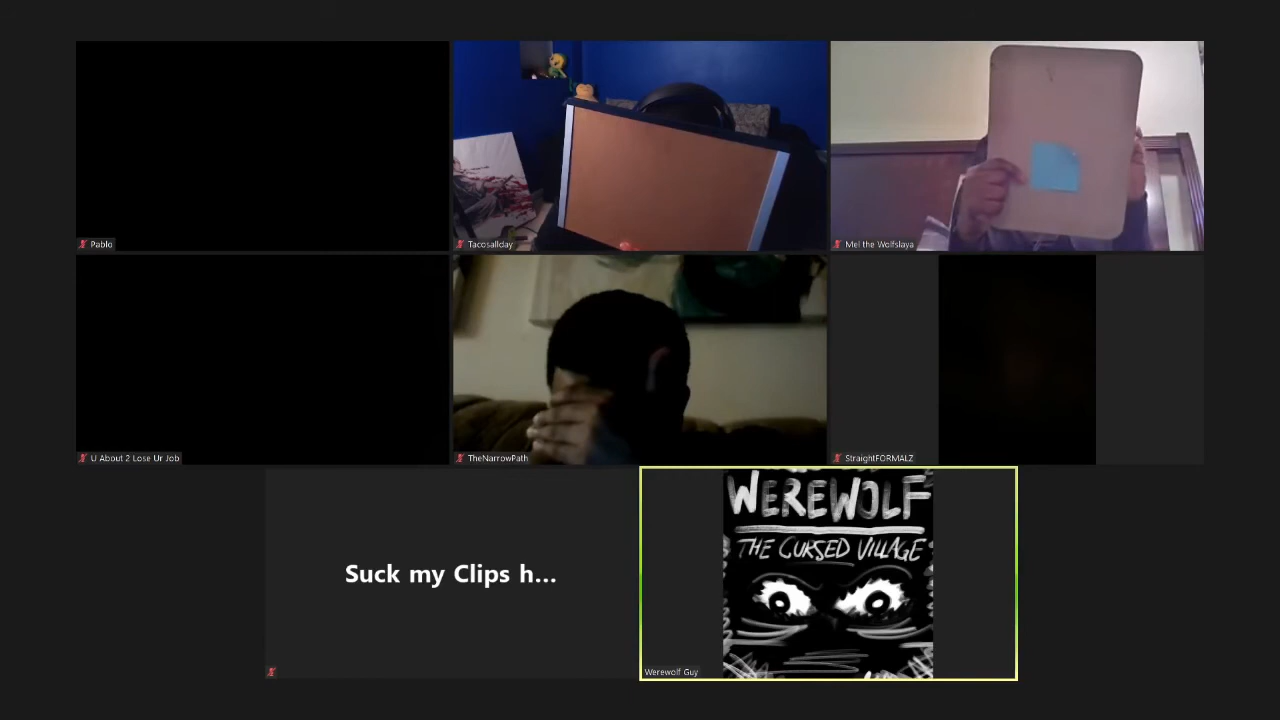 Pablo
Tacosallday
Mel the Wolfslaya
U About 2 Lose Ur Job
TheNarrowPath
StraightFORMALZ
Suck my Clips h...
WEREWOLF
THE CURSED VILLAGE
Werewolf Guy